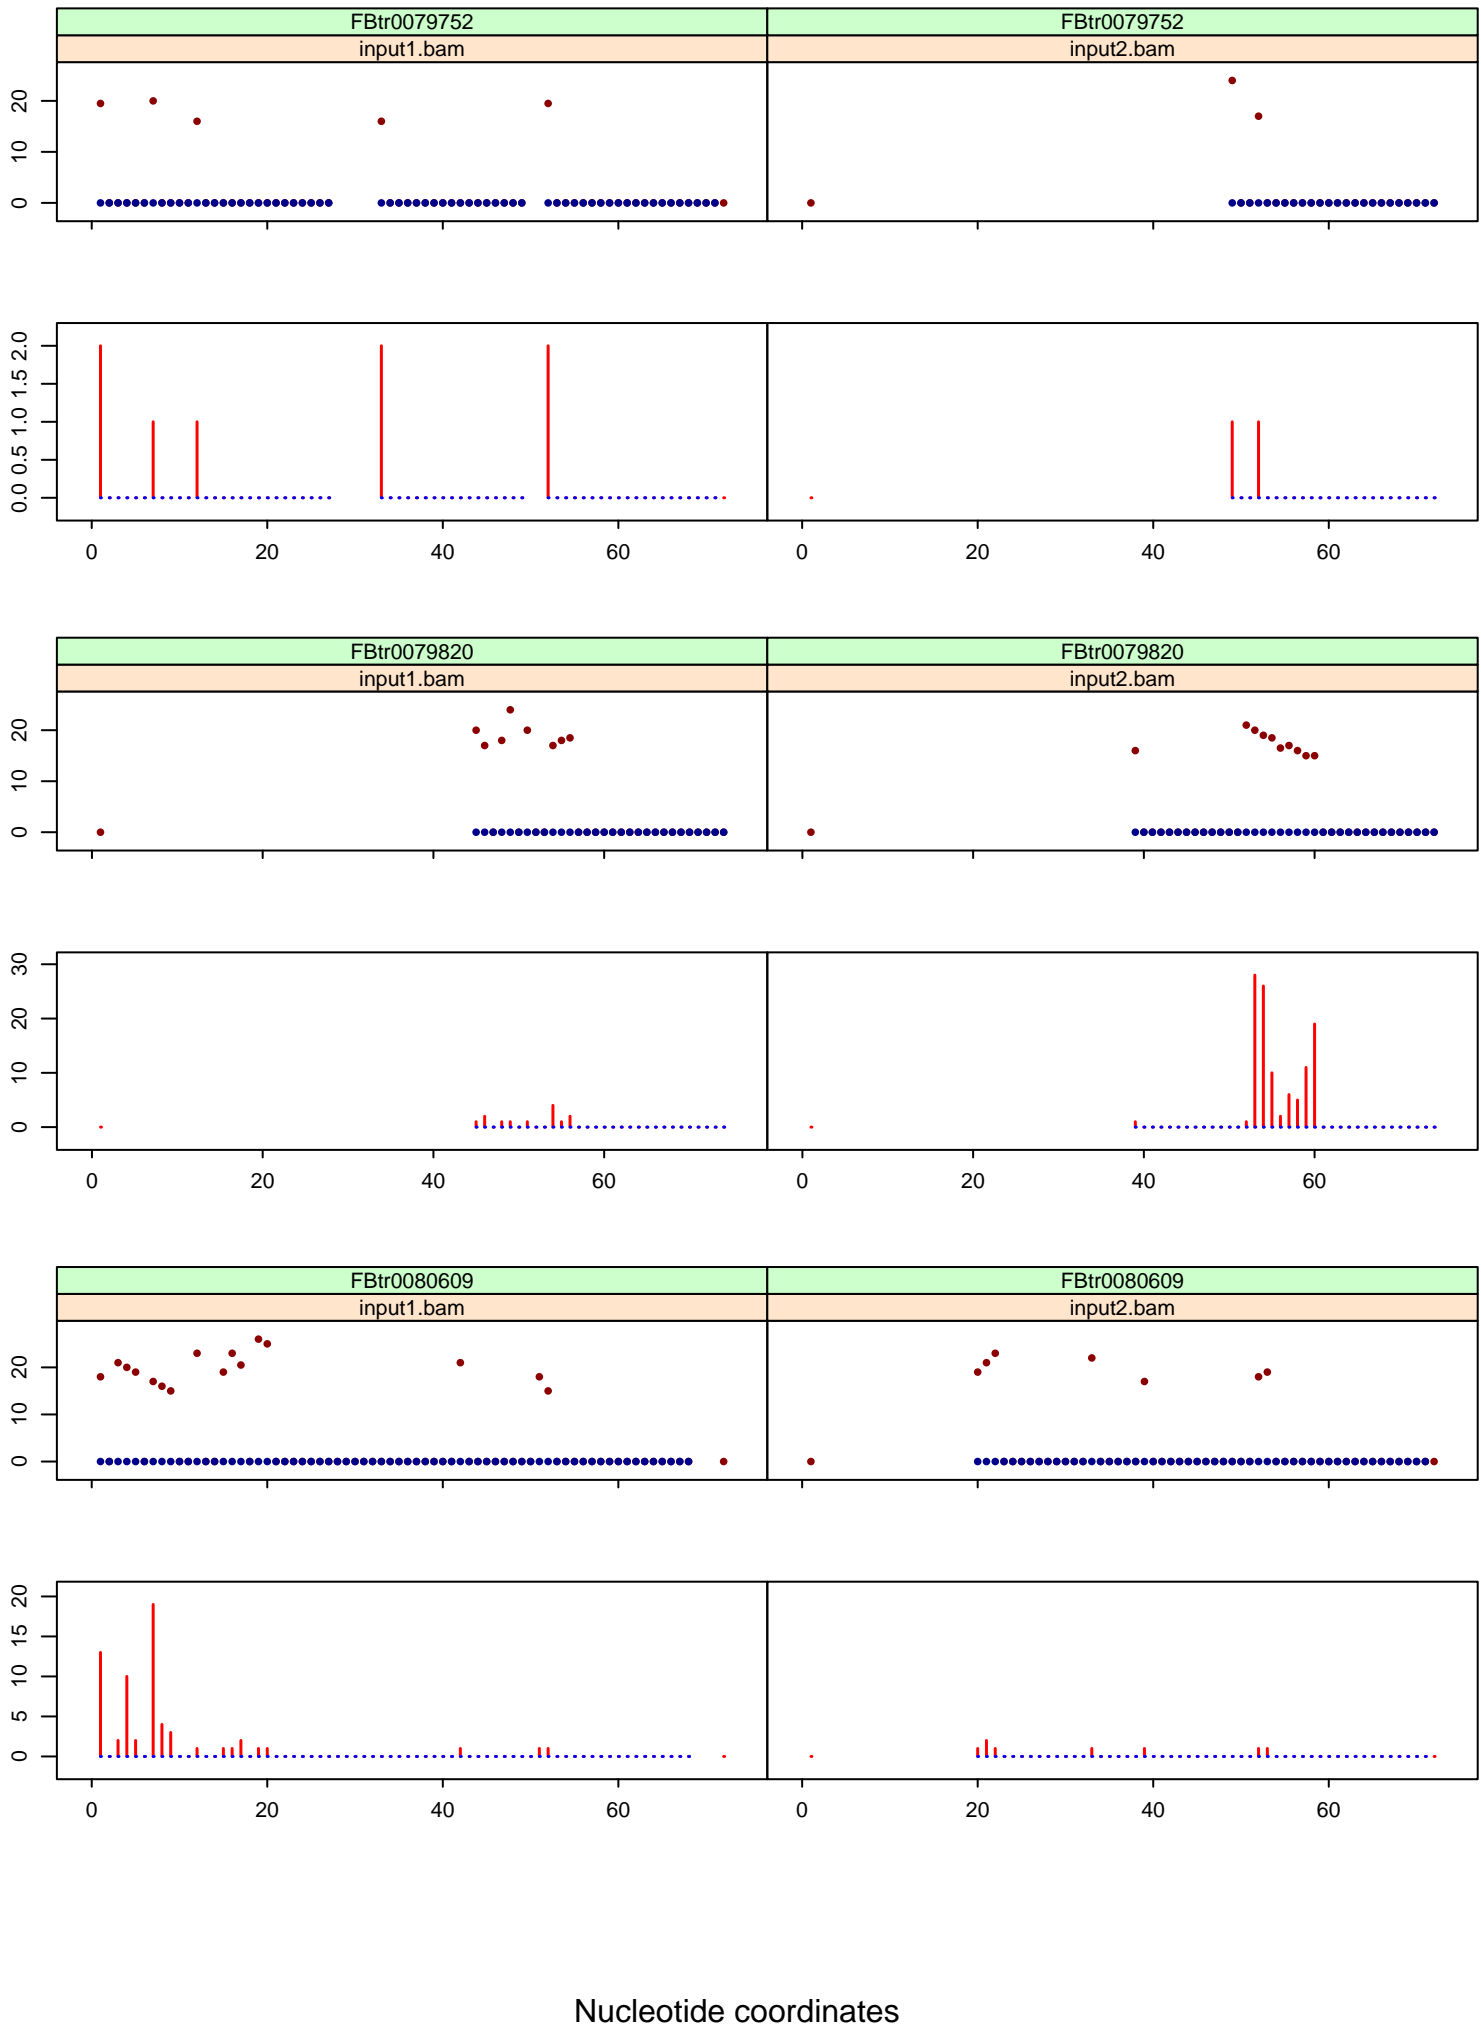 FBtr0079752 FBtr0079752
input1.bam input2.bam
20
10
0
2.0
1.5
1.0
0.5
0.0
0 20 40 60 0 20 40 60
FBtr0079820 FBtr0079820
input1.bam input2.bam
20
10
0
30
20
10
0
0 20 40 60 0 20 40 60
FBtr0080609 FBtr0080609
input1.bam input2.bam
20
10
0
20
15
10
5
0
0 20 40 60 0 20 40 60
Nucleotide coordinates